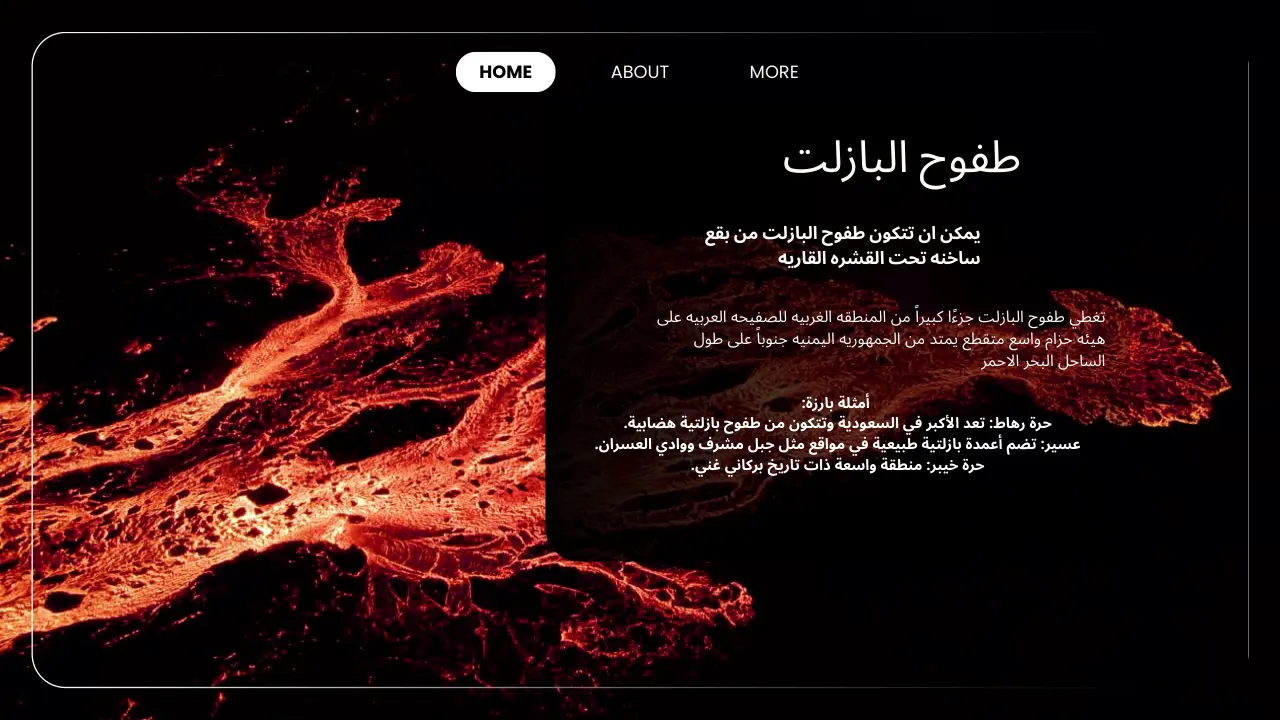 HOME
ABOUT
MORE
طفوح البازلت
يمكن ان تتكون طفوح البازلت من بقع
ساخنه تحت القشره القاريه
تغطي طفوح البازلت جزءًا كبيراً من المنطقه الغربيه للصفيحه العربيه على
هيئه حزام واسع متقطع يمتد من الجمهوريه اليمنيه جنوباً على طول
الساحل البحر الاحمر
أمثلة بارزة:
حرة رهاط: تعد الأكبر في السعودية وتتكون من طفوح بازلتية هضابية.
عسير: تضم أعمدة بازلتية طبيعية في مواقع مثل جبل مشرف ووادي العسران.
حرة خيبر: منطقة واسعة ذات تاريخ بركاني غني.